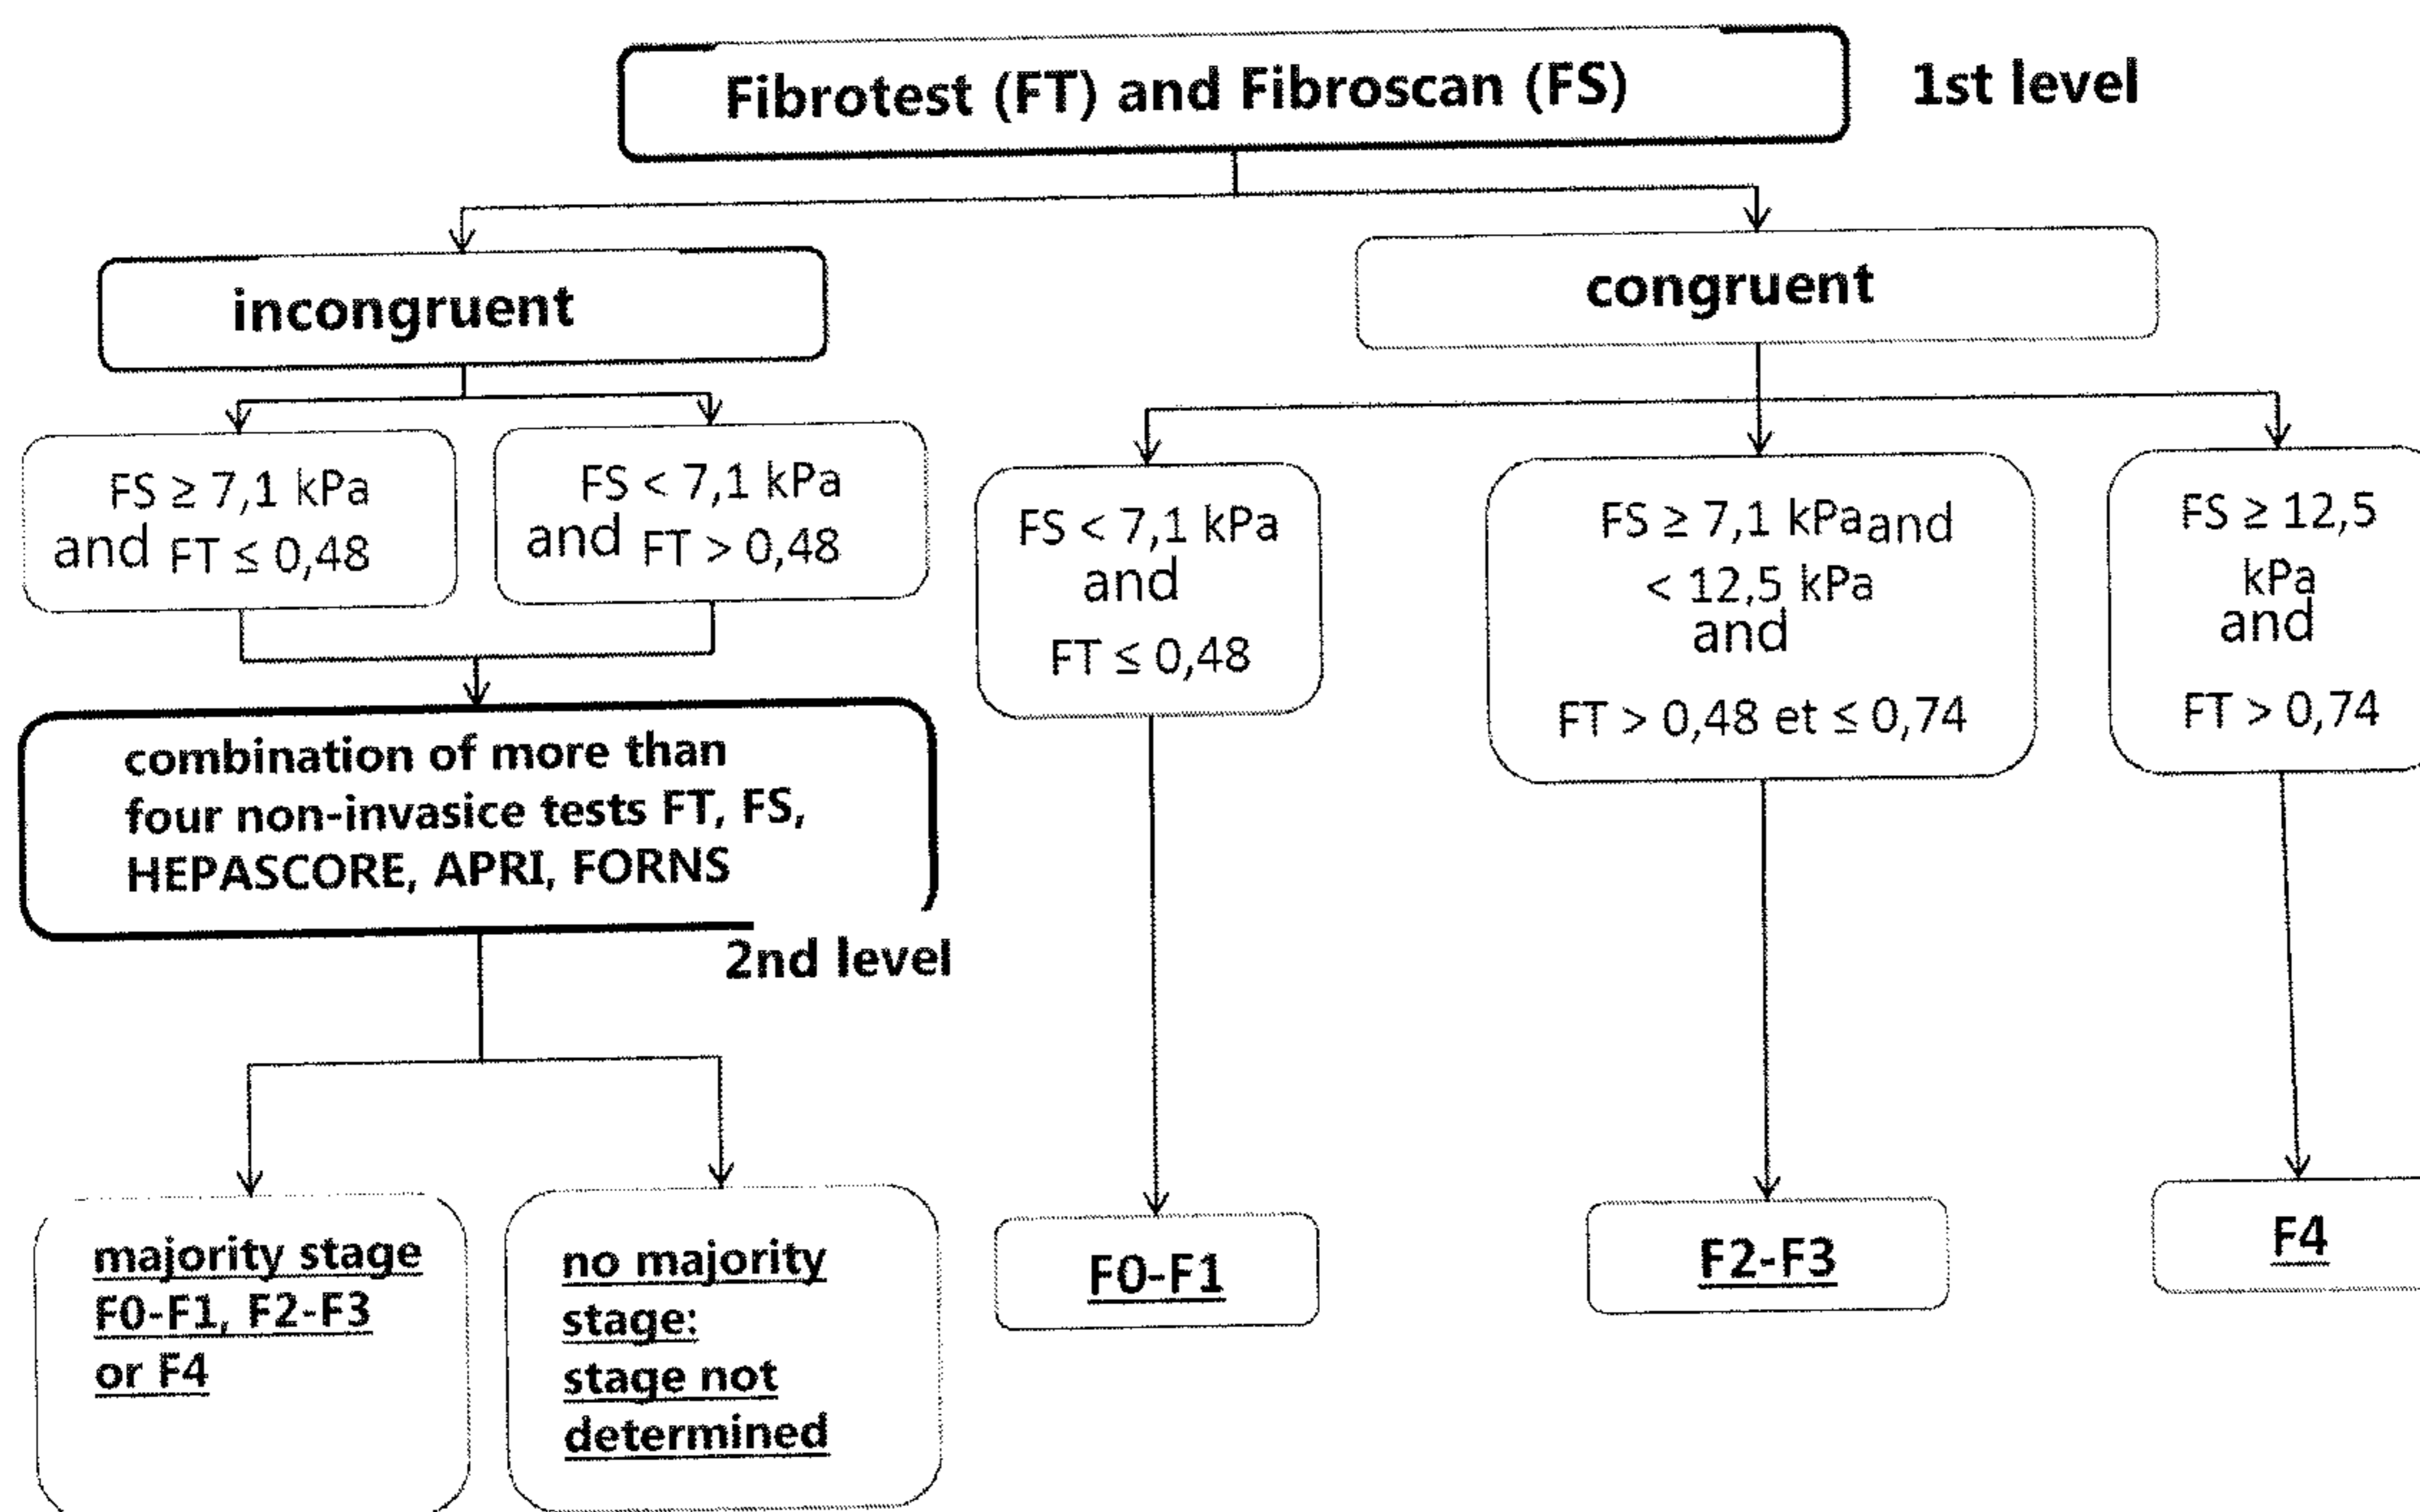 Fibrotest (FT) and Fibroscan (FS)
1st level
incongruent
congruent
FS ≥ 7,1 kPa
and FT ≤ 0,48
FS < 7,1 kPa
and FT > 0,48
FS < 7,1 kPa
and
FT ≤ 0,48
FS ≥ 7,1 kPa and
< 12,5 kPa
and
FT > 0,48 et ≤ 0,74
FS ≥ 12,5
kPa
and
FT > 0,74
combination of more than
four non-invasice tests FT, FS,
HEPASCORE, APRI, FORNS
2nd level
majority stage
F0-F1, F2-F3
or F4
no majority
stage:
stage not
determined
F0-F1
F2-F3
F4